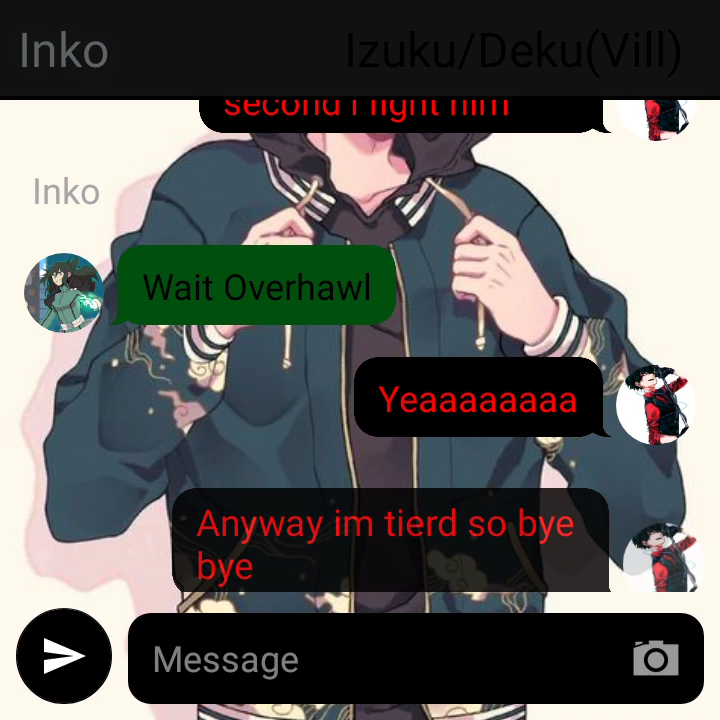 Inko Izuku/Deku(Vill)
second i fight him
Inko
Wait Overhawl
Yeaaaaaaaa
Anyway im tierd so bye
bye
Message